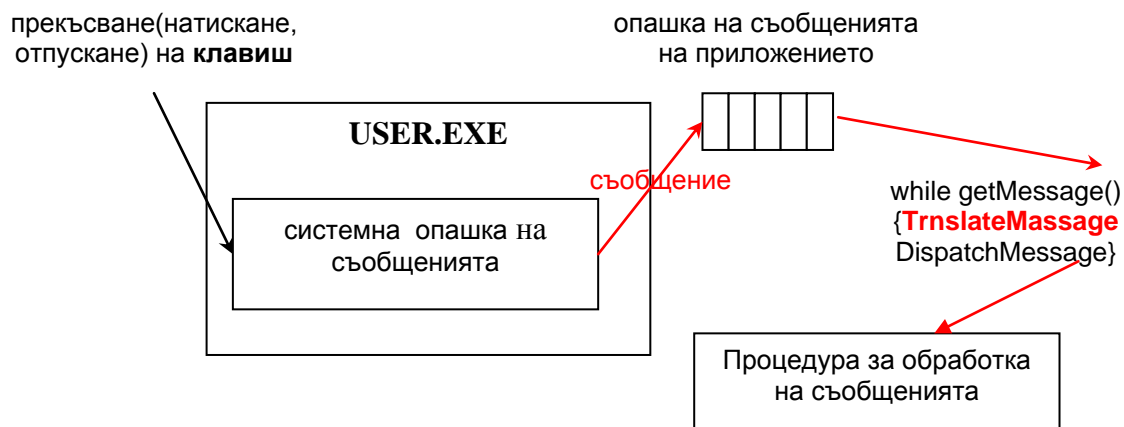 прекъсване(натискане,
отпускане) на клавиш
опашка на съобщенията
на приложението
USER.EXE
съобщение
системна опашка на
съобщенията
while getMessage()
{TrnslateMassage
DispatchMessage}
Процедура за обработка
на съобщенията